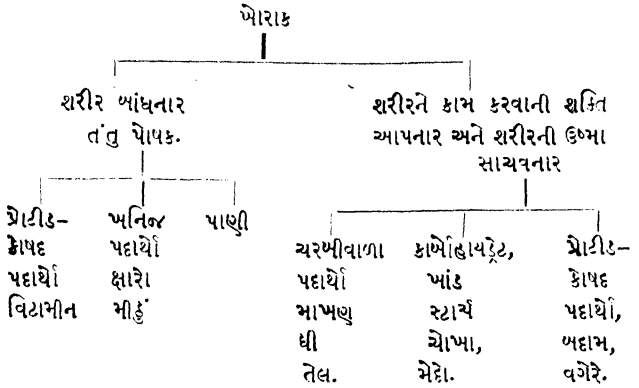 ખોરાક
શરીર બાંધનાર
તંતુ પોષક.
શરીરને કામ કરવાની શક્તિ
આપનાર અને શરીરની ઉષ્મા
સાચવનાર
પ્રોટીડ–
કોષદ
પદાર્થો
વિટામીન
ખનિજ
પદાર્થો
ક્ષારો
મીઠું
પાણી
ચરબીવાળા
પદાર્થો
માખણ
ઘી
તેલ.
કાર્બોહાયડ્રેટ,
ખાંડ
સ્ટાર્ચ
ચોખા,
મેંદો.
પ્રોટીડ–
કોષદ
પદાર્થો,
બદામ,
વગેરે.